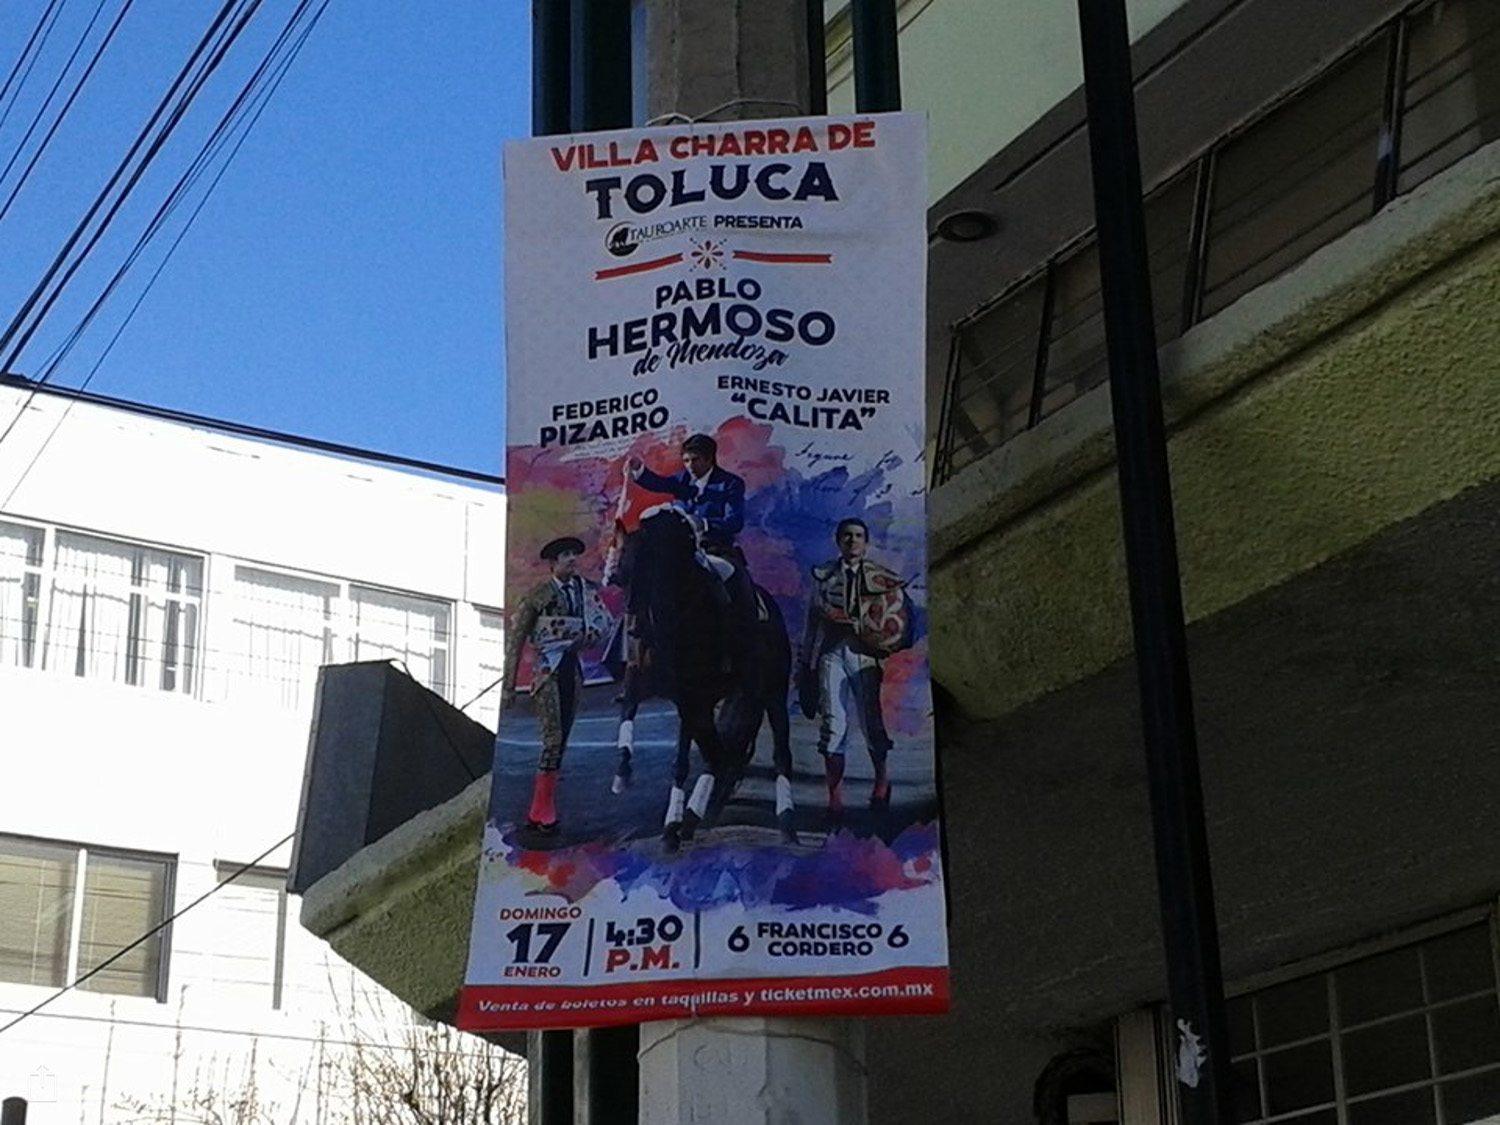 VILLA CHARRA DE
TOLUCA
TAUROARTE PRESENTA
PABLO
HERMOSO
de Mendoza
FEDERICO
PIZARRO
ERNESTO JAVIER
"CALITA"
DOMINGO
17
ENERO
4:30
P.M.
6 FRANCISCO CORDERO 6
Venta de boletos en taquillas y ticketmex.com.mx